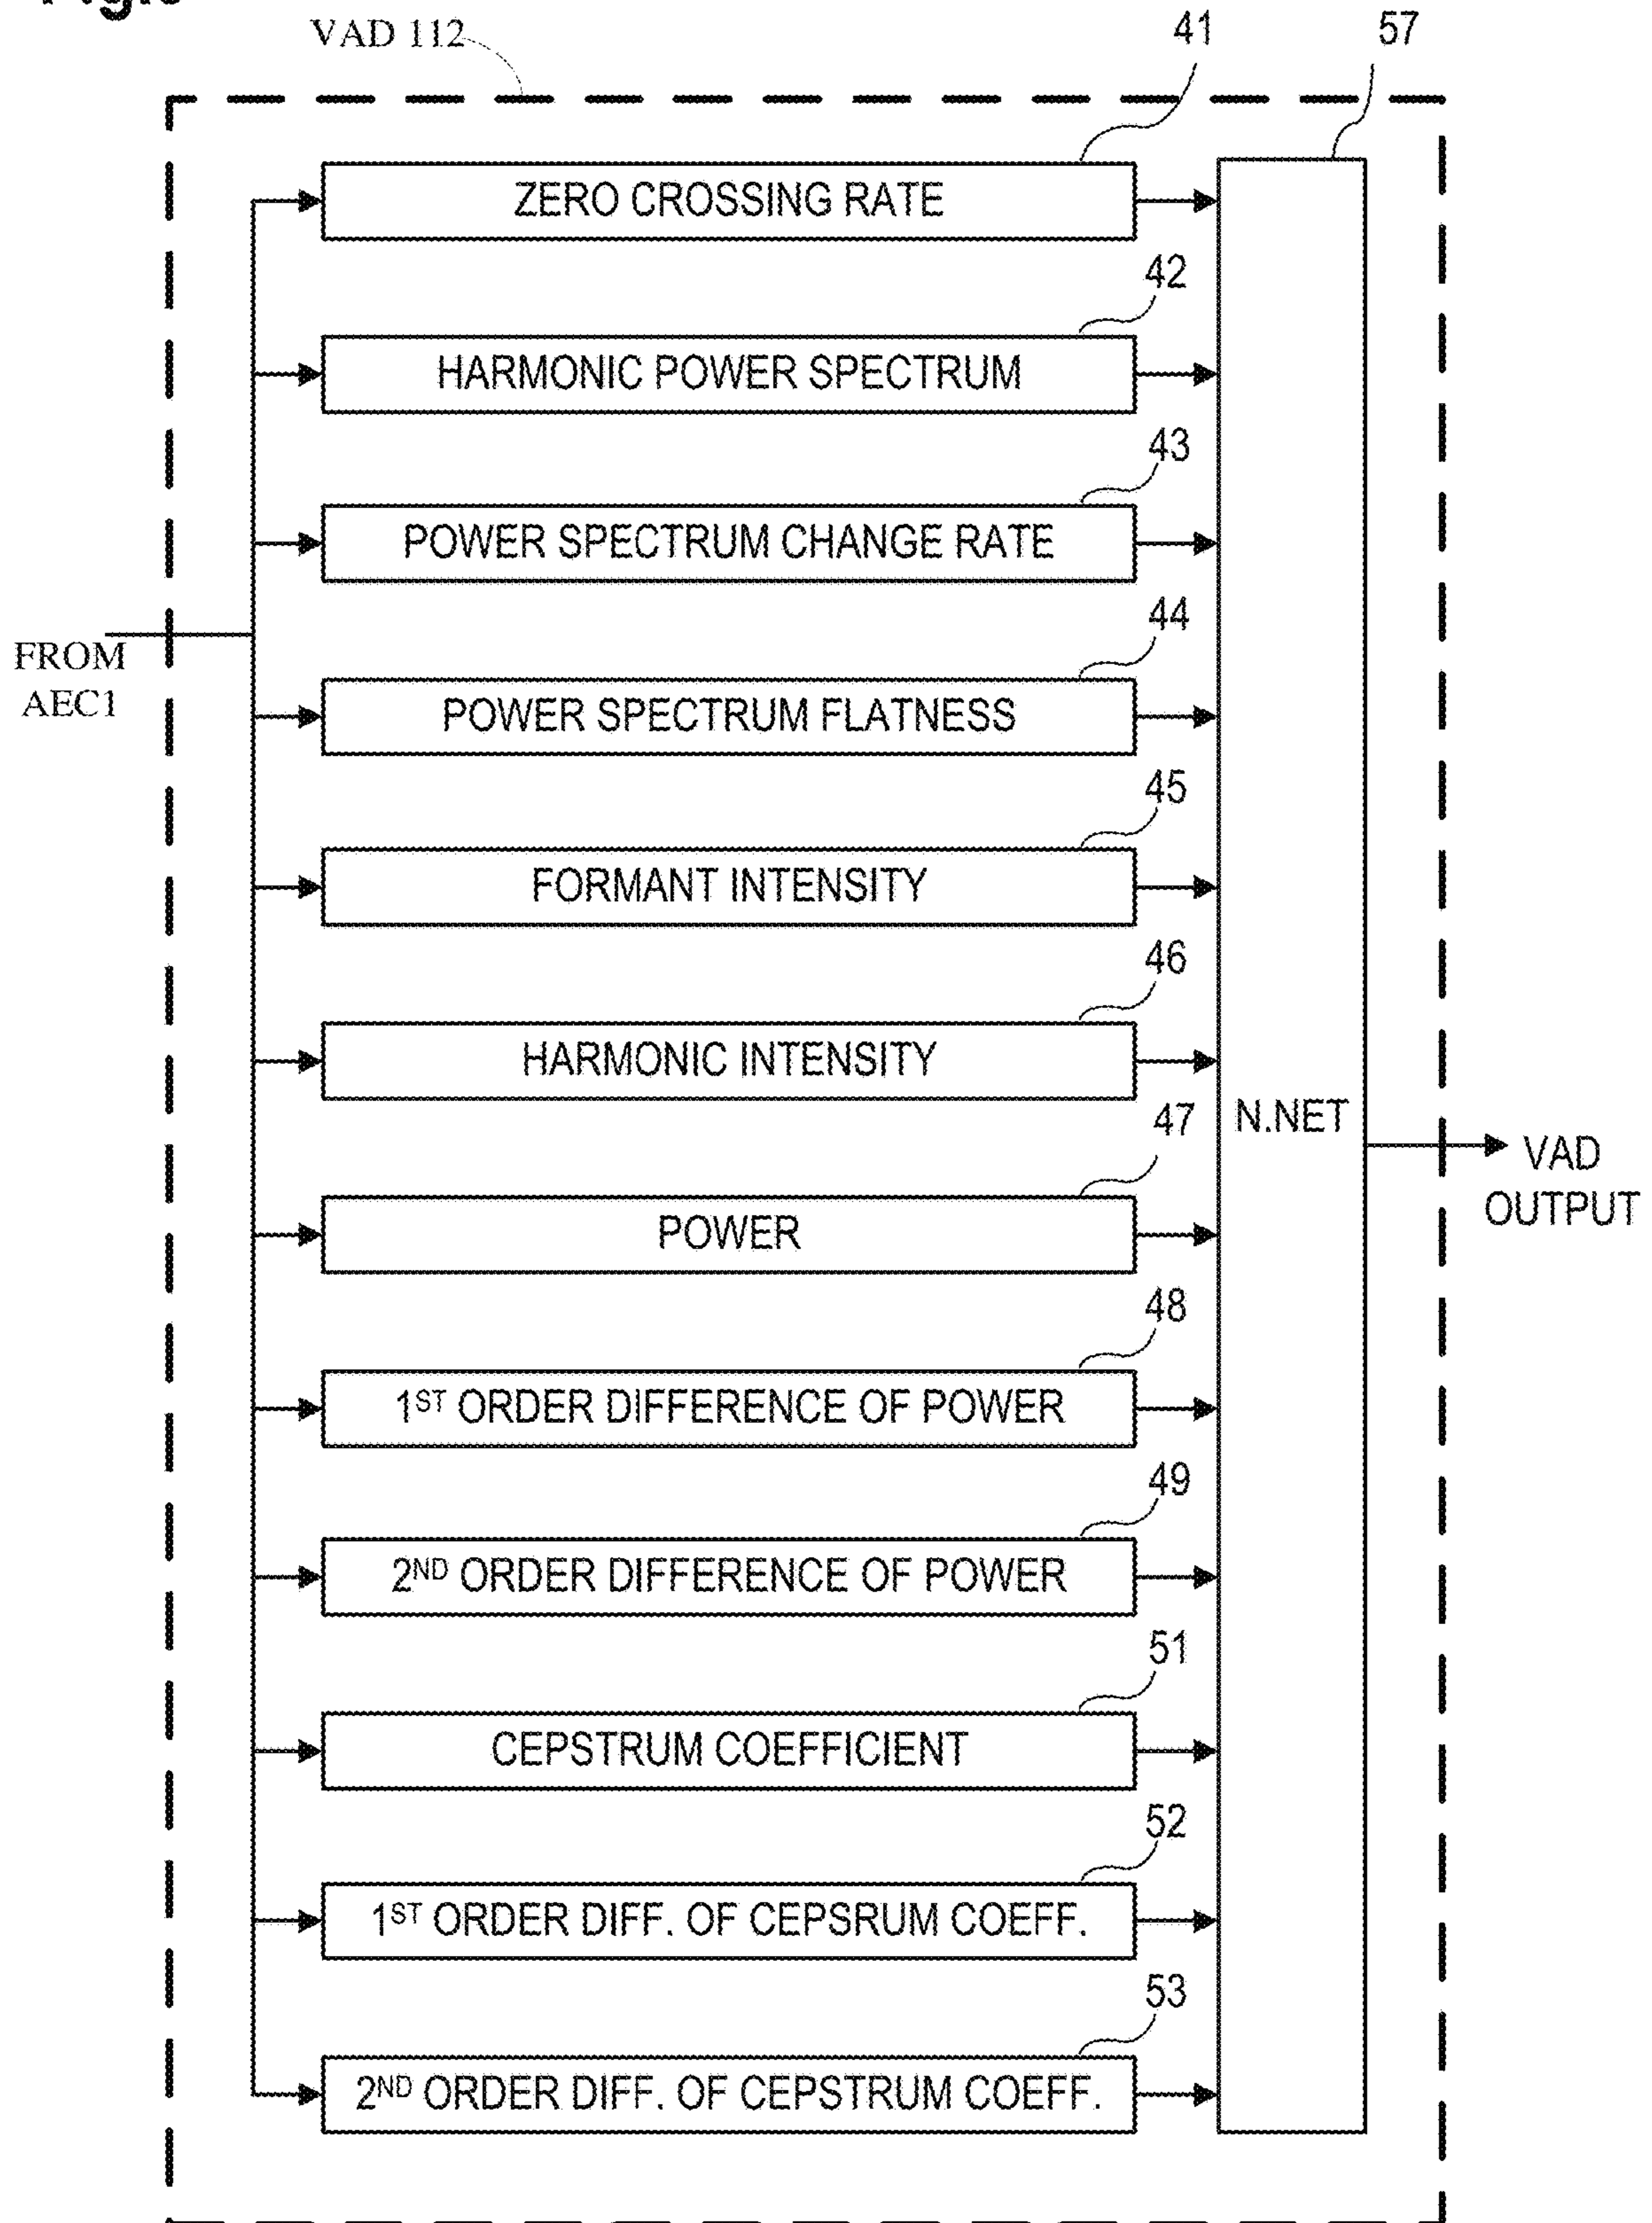 VAD 112
41
57
ZERO CROSSING RATE
42
HARMONIC POWER SPECTRUM
43
POWER SPECTRUM CHANGE RATE
44
FROM
AEC1
POWER SPECTRUM FLATNESS
45
FORMANT INTENSITY
46
HARMONIC INTENSITY
47
N.NET
VAD
OUTPUT
POWER
48
1ST ORDER DIFFERENCE OF POWER
49
2ND ORDER DIFFERENCE OF POWER
51
CEPSTRUM COEFFICIENT
52
1ST ORDER DIFF. OF CEPSRUM COEFF.
53
2ND ORDER DIFF. OF CEPSTRUM COEFF.